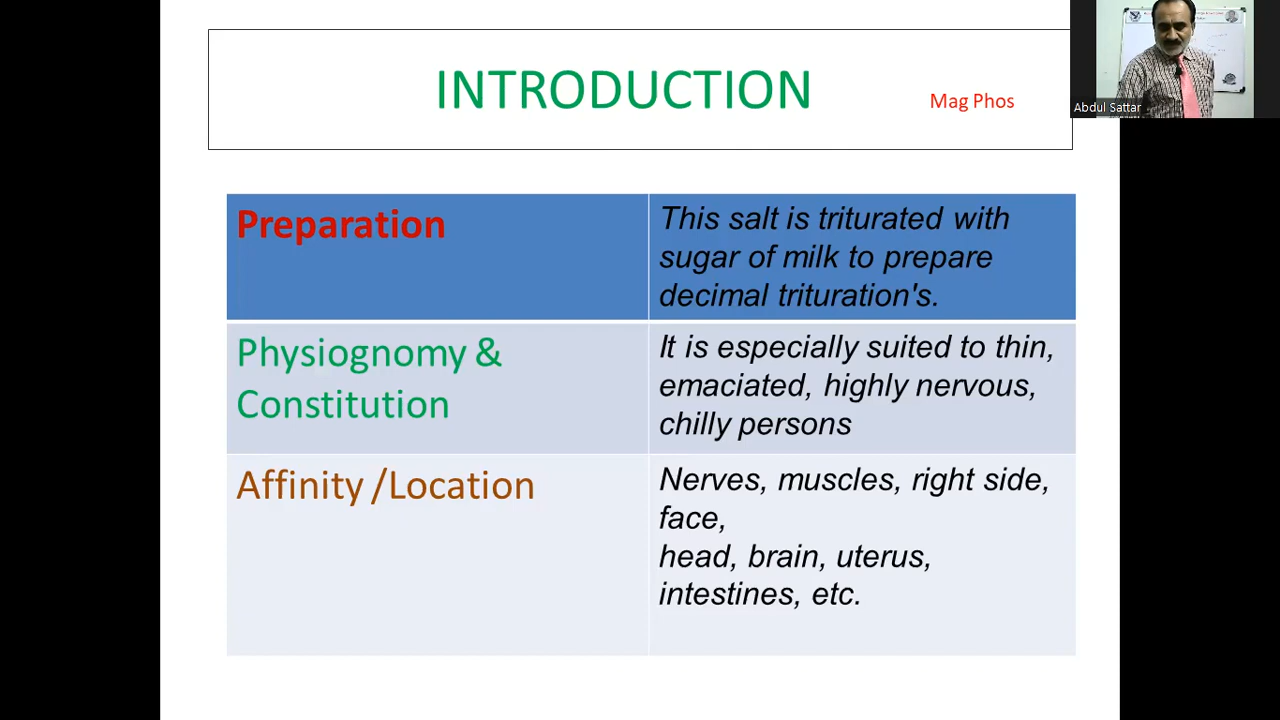 INTRODUCTION
Mag Phos
Abdul Sattar
Preparation
This salt is triturated with
sugar of milk to prepare
decimal trituration's.
Physiognomy &
Constitution
It is especially suited to thin,
emaciated, highly nervous,
chilly persons
Affinity /Location
Nerves, muscles, right side,
face,
head, brain, uterus,
intestines, etc.